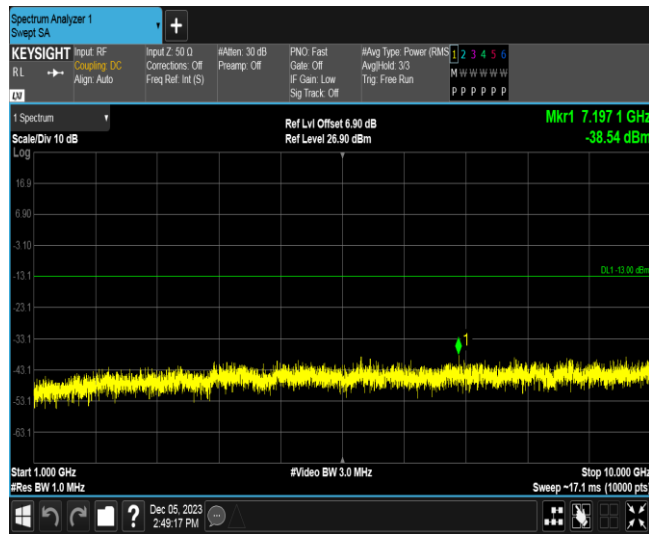 Spectrum Analyzer 1
Swept SA
+
KEYSIGHT Input: RF Input Z: 50 Ω #Atten: 30 dB PNO: Fast #Avg Type: Power (RMS 1 2 3 4 5 6
RL Coupling: DC Corrections: Off Preamp: Off Gate: Off Avg|Hold: 3/3 M W W W W W
Align: Auto Freq Ref: Int (S) IF Gain: Low Trig: Free Run
LXI Sig Track: Off P P P P P P
1 Spectrum Ref Lvl Offset 6.90 dB Mkr1 7.197 1 GHz
Scale/Div 10 dB Ref Level 26.90 dBm -38.54 dBm
Log
16.9
6.90
-3.10
-13.1 DL1 -13.00 dBm
-23.1
-33.1
1
-43.1
-53.1
-63.1
Start 1.000 GHz #Video BW 3.0 MHz Stop 10.000 GHz
#Res BW 1.0 MHz Sweep ~17.1 ms (10000 pts)
? Dec 05, 2023
2:49:17 PM